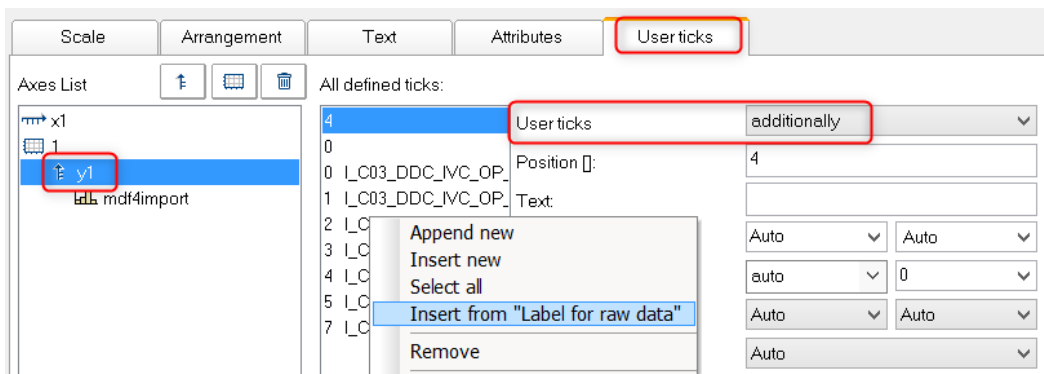 Scale Arrangement Text Attributes User ticks
Axes List
All defined ticks:
x1
1
y1
mdf4import
4
0
0 I_C03_DDC_IVC_OP_
1 I_C03_DDC_IVC_OP_
2 I_C
3 I_C
4 I_C
5 I_C
7 I_C
Append new
Insert new
Select all
Insert from "Label for raw data"
Remove
User ticks additionally
Position []: 4
Text:
Auto Auto
auto 0
Auto Auto
Auto